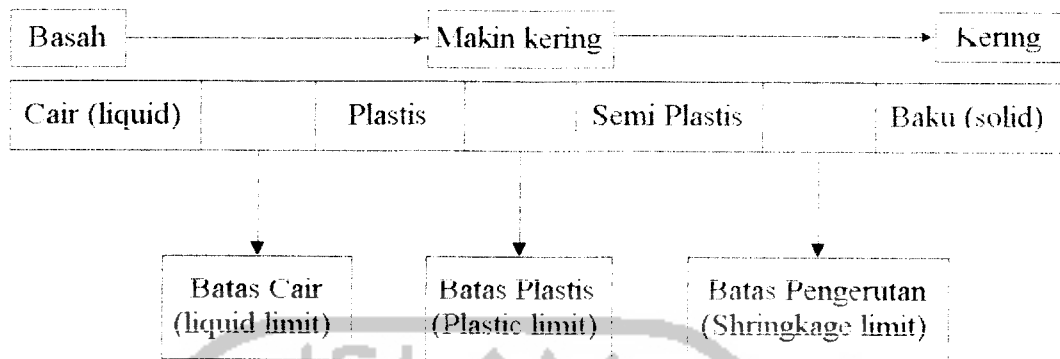 Basah Makin kering Kering
Cair (liquid) Plastis Semi Plastis Baku (solid)
Batas Cair Batas Plastis Batas Pengerutan
(liquid limit) (Plastic limit) (Shringkage limit)
ISLAM